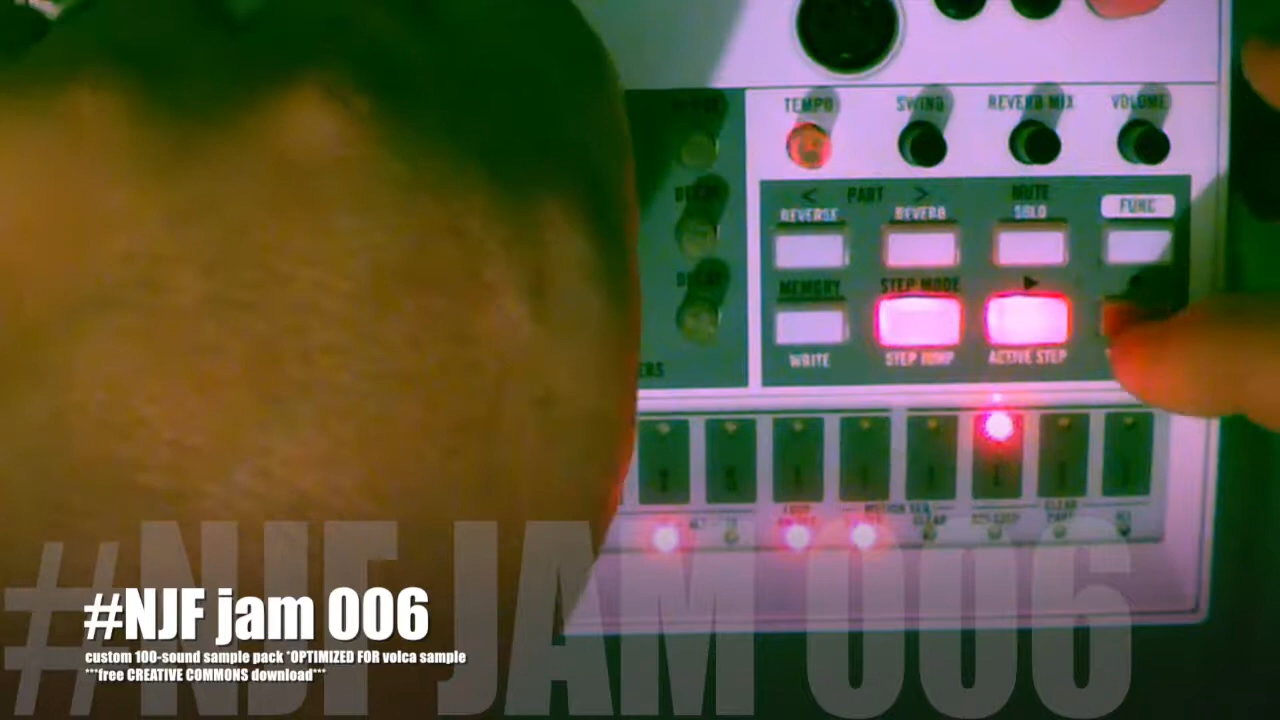 TEMPO SWING REVERB MIX VOLUME
< PART > MUTE
REVERSE REVERB SOLO FUNC
MEMORY STEP MODE
WRITE STEP JUMP ACTIVE STEP
CLEAR
#NJF JAM 006
#NJF jam 006
custom 100-sound sample pack *OPTIMIZED FOR volca sample
***free CREATIVE COMMONS download***